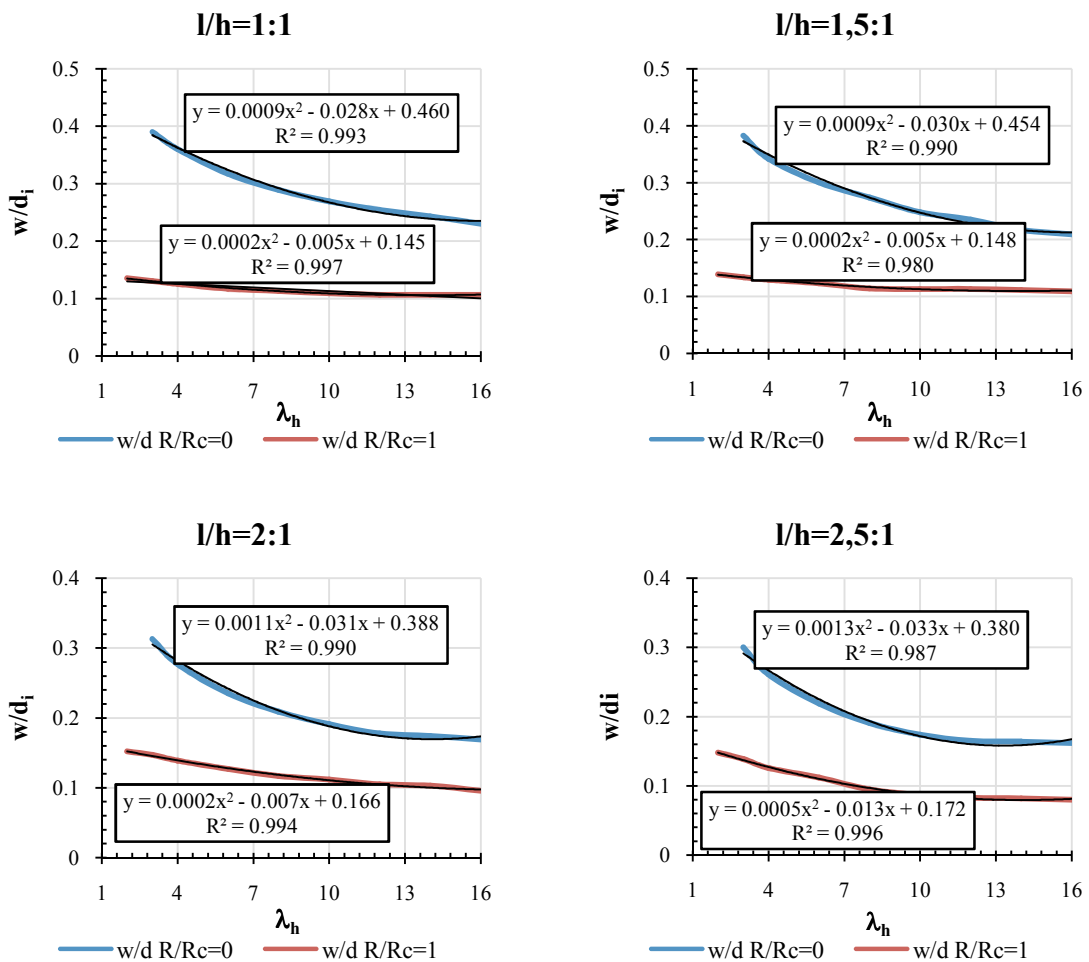 l/h=1:1
0.5
0.4
0.3
0.2
0.1
0
w/dᵢ
y = 0.0009x² - 0.028x + 0.460
R² = 0.993
y = 0.0002x² - 0.005x + 0.145
R² = 0.997
1 4 7 10 13 16
λₕ
w/d R/Rc=0 w/d R/Rc=1
l/h=1,5:1
0.5
0.4
0.3
0.2
0.1
0
w/dᵢ
y = 0.0009x² - 0.030x + 0.454
R² = 0.990
y = 0.0002x² - 0.005x + 0.148
R² = 0.980
1 4 7 10 13 16
λₕ
w/d R/Rc=0 w/d R/Rc=1
l/h=2:1
0.4
0.3
0.2
0.1
0
w/dᵢ
y = 0.0011x² - 0.031x + 0.388
R² = 0.990
y = 0.0002x² - 0.007x + 0.166
R² = 0.994
1 4 7 10 13 16
λₕ
w/d R/Rc=0 w/d R/Rc=1
l/h=2,5:1
0.4
0.3
0.2
0.1
0
w/di
y = 0.0013x² - 0.033x + 0.380
R² = 0.987
y = 0.0005x² - 0.013x + 0.172
R² = 0.996
1 4 7 10 13 16
λₕ
w/d R/Rc=0 w/d R/Rc=1